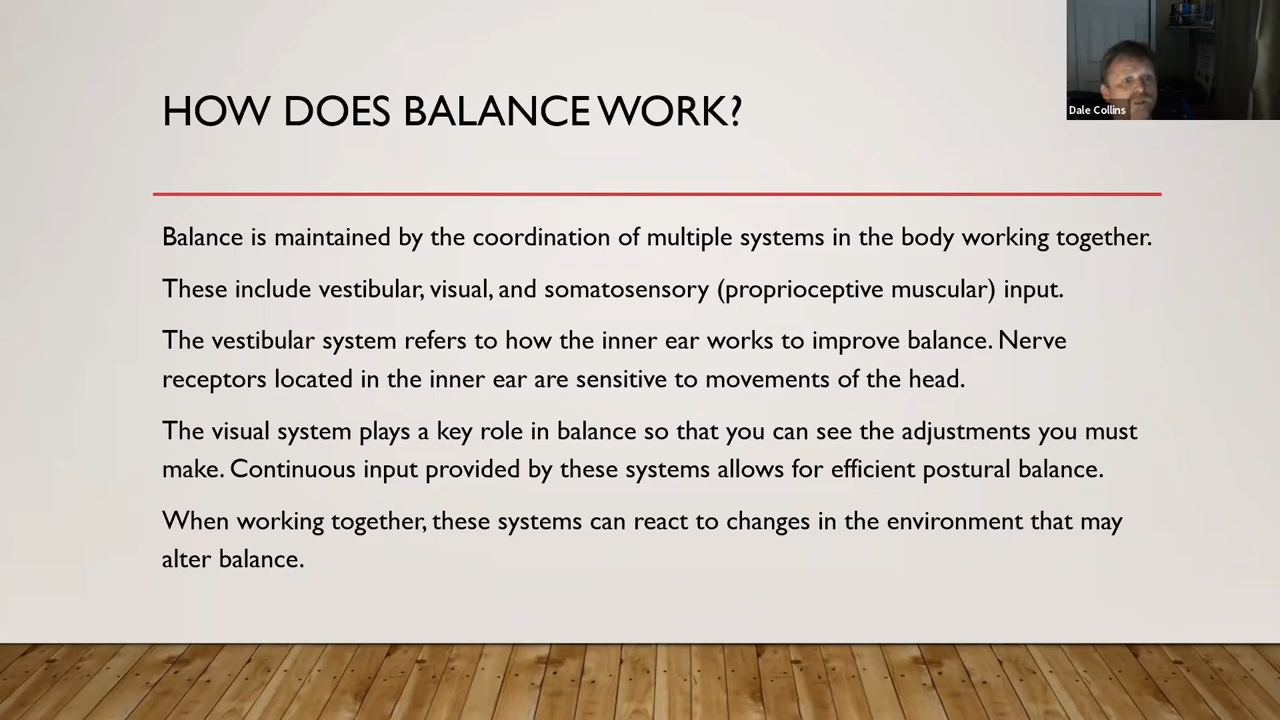 HOW DOES BALANCE WORK?
Dale Collins
Balance is maintained by the coordination of multiple systems in the body working together.
These include vestibular, visual, and somatosensory (proprioceptive muscular) input.
The vestibular system refers to how the inner ear works to improve balance. Nerve
receptors located in the inner ear are sensitive to movements of the head.
The visual system plays a key role in balance so that you can see the adjustments you must
make. Continuous input provided by these systems allows for efficient postural balance.
When working together, these systems can react to changes in the environment that may
alter balance.